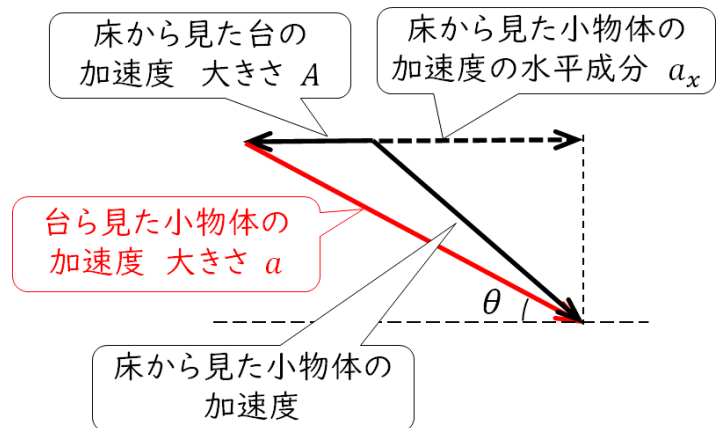 床から見た台の
加速度 大きさ A
床から見た小物体の
加速度の水平成分 aₓ
台ら見た小物体の
加速度 大きさ a
θ
床から見た小物体の
加速度